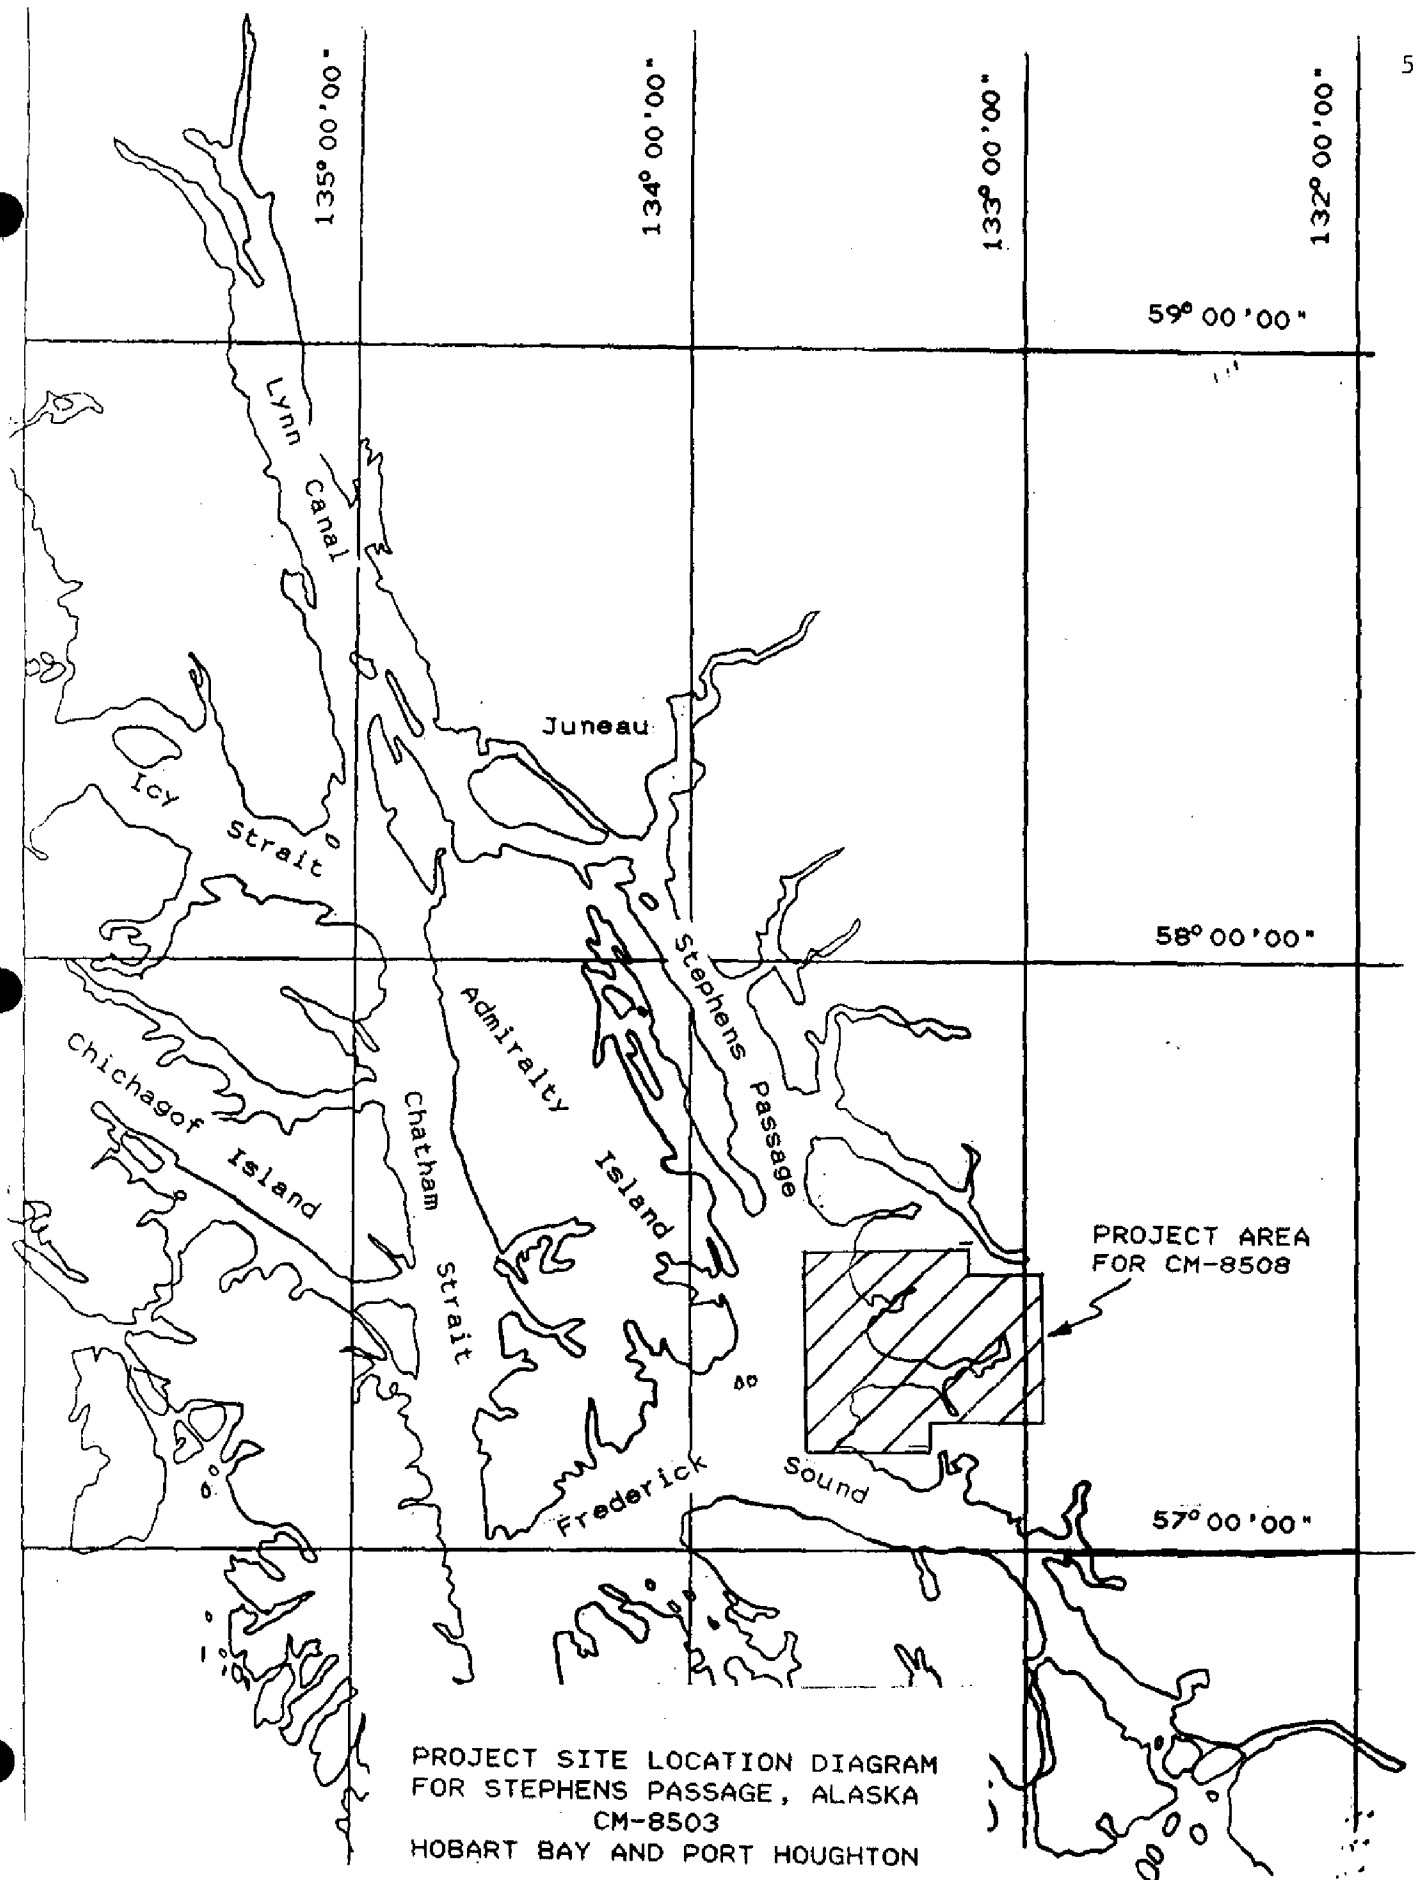 5
135° 00'00"
134° 00'00"
133° 00'00"
132° 00'00"
59° 00'00"
Lynn
Canal
Juneau
Icy
Strait
58° 00'00"
Stephens
Passage
Admiralty
Island
Chichagof
Island
Chatham
Strait
PROJECT AREA
FOR CM-8508
Frederick
Sound
57° 00'00"
PROJECT SITE LOCATION DIAGRAM
FOR STEPHENS PASSAGE, ALASKA
CM-8503
HOBART BAY AND PORT HOUGHTON